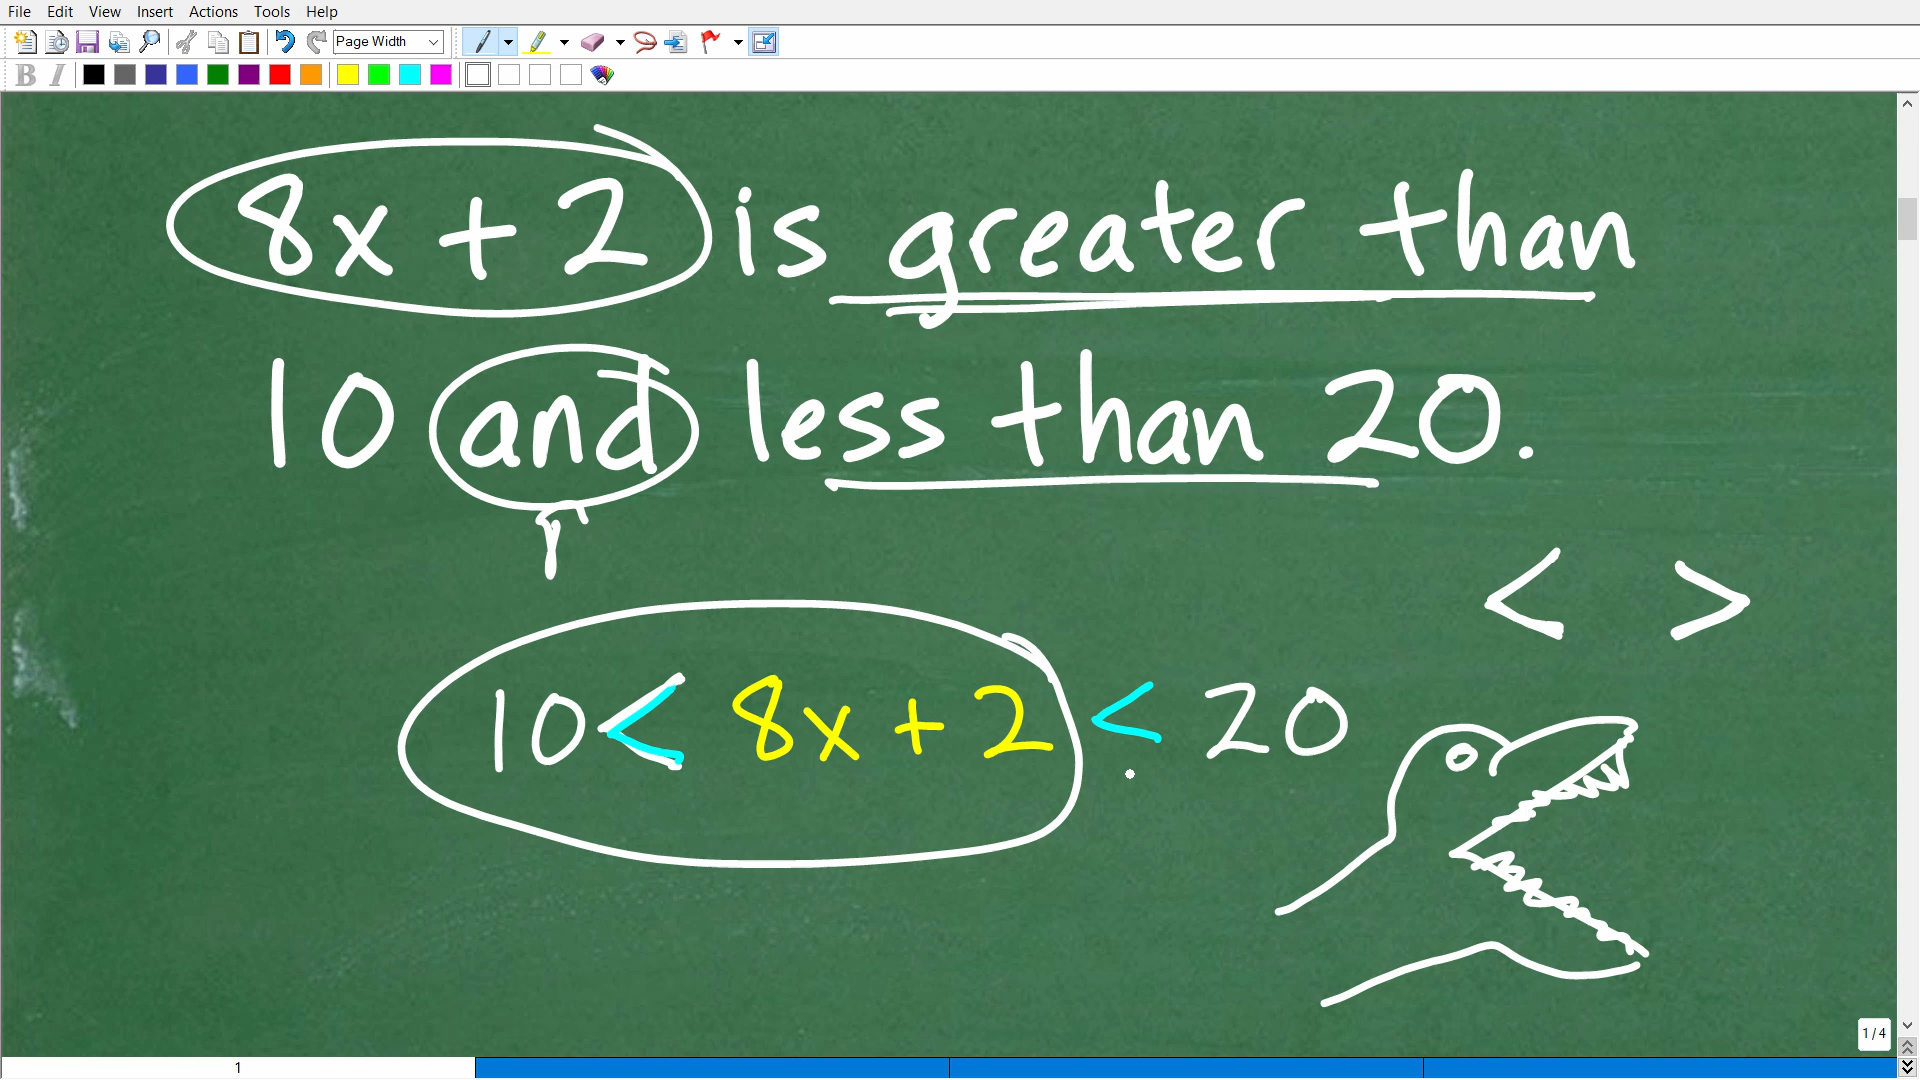 File Edit View Insert Actions Tools Help
Page Width
B I
8x + 2 is greater than
10 and less than 20.
< >
10 < 8x + 2 < 20
1 / 4
1